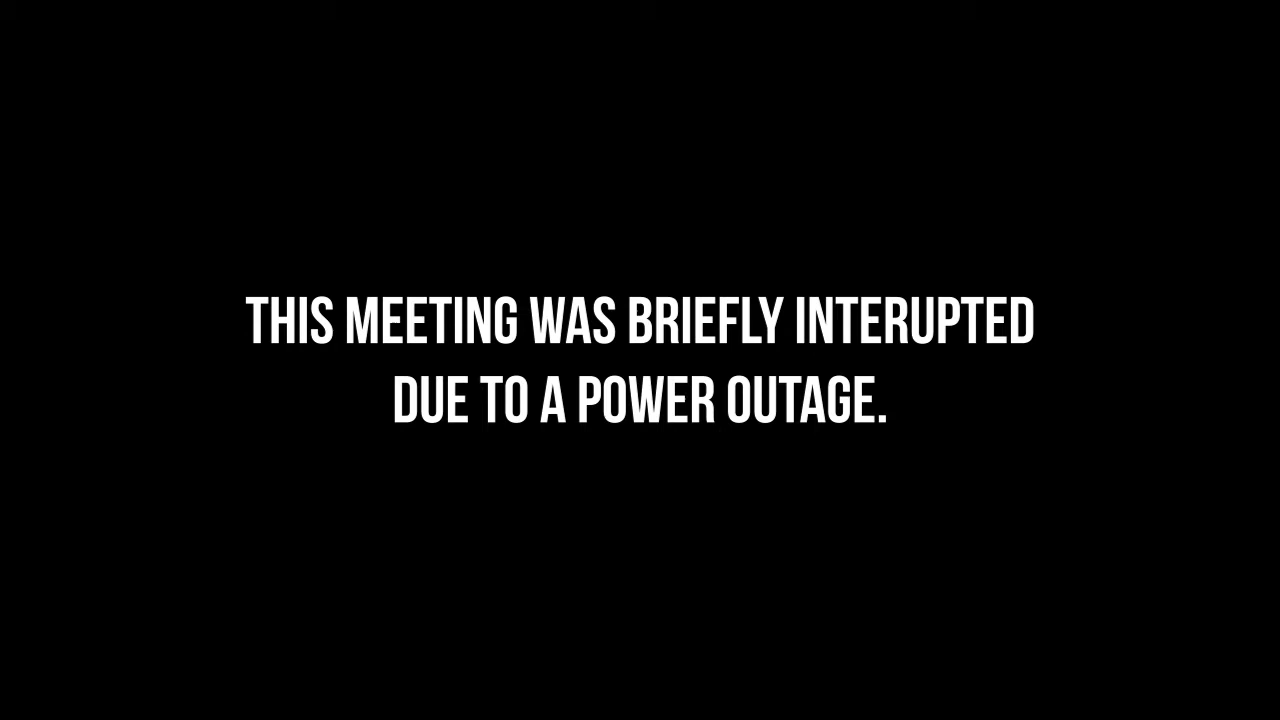 THIS MEETING WAS BRIEFLY INTERUPTED
DUE TO A POWER OUTAGE.